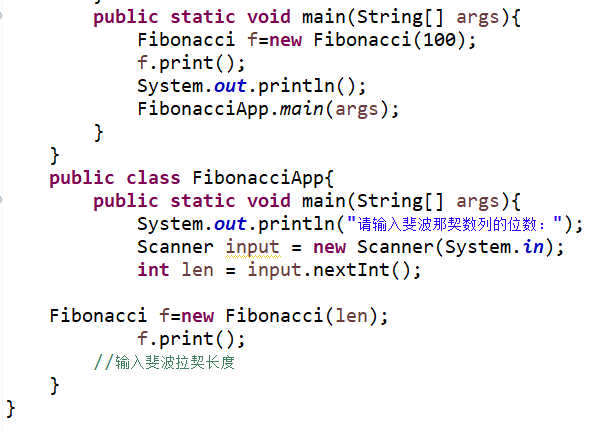 public static void main(String[] args){
Fibonacci f=new Fibonacci(100);
f.print();
System.out.println();
FibonacciApp.main(args);
}
}
public class FibonacciApp{
public static void main(String[] args){
System.out.println("请输入斐波那契数列的位数：");
Scanner input = new Scanner(System.in);
int len = input.nextInt();
Fibonacci f=new Fibonacci(len);
f.print();
//输入斐波拉契长度
}
}